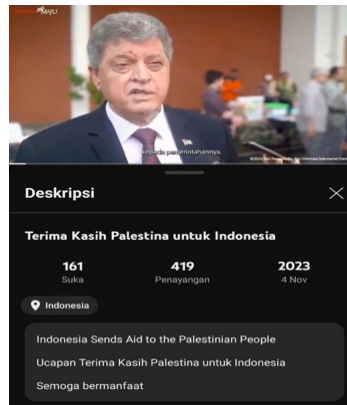 MAJU
kepada pemerintahannya,
Deskripsi
Terima Kasih Palestina untuk Indonesia
161 419 2023
Suka Penayangan 4 Nov
Indonesia
Indonesia Sends Aid to the Palestinian People
Ucapan Terima Kasih Palestina untuk Indonesia
Semoga bermanfaat